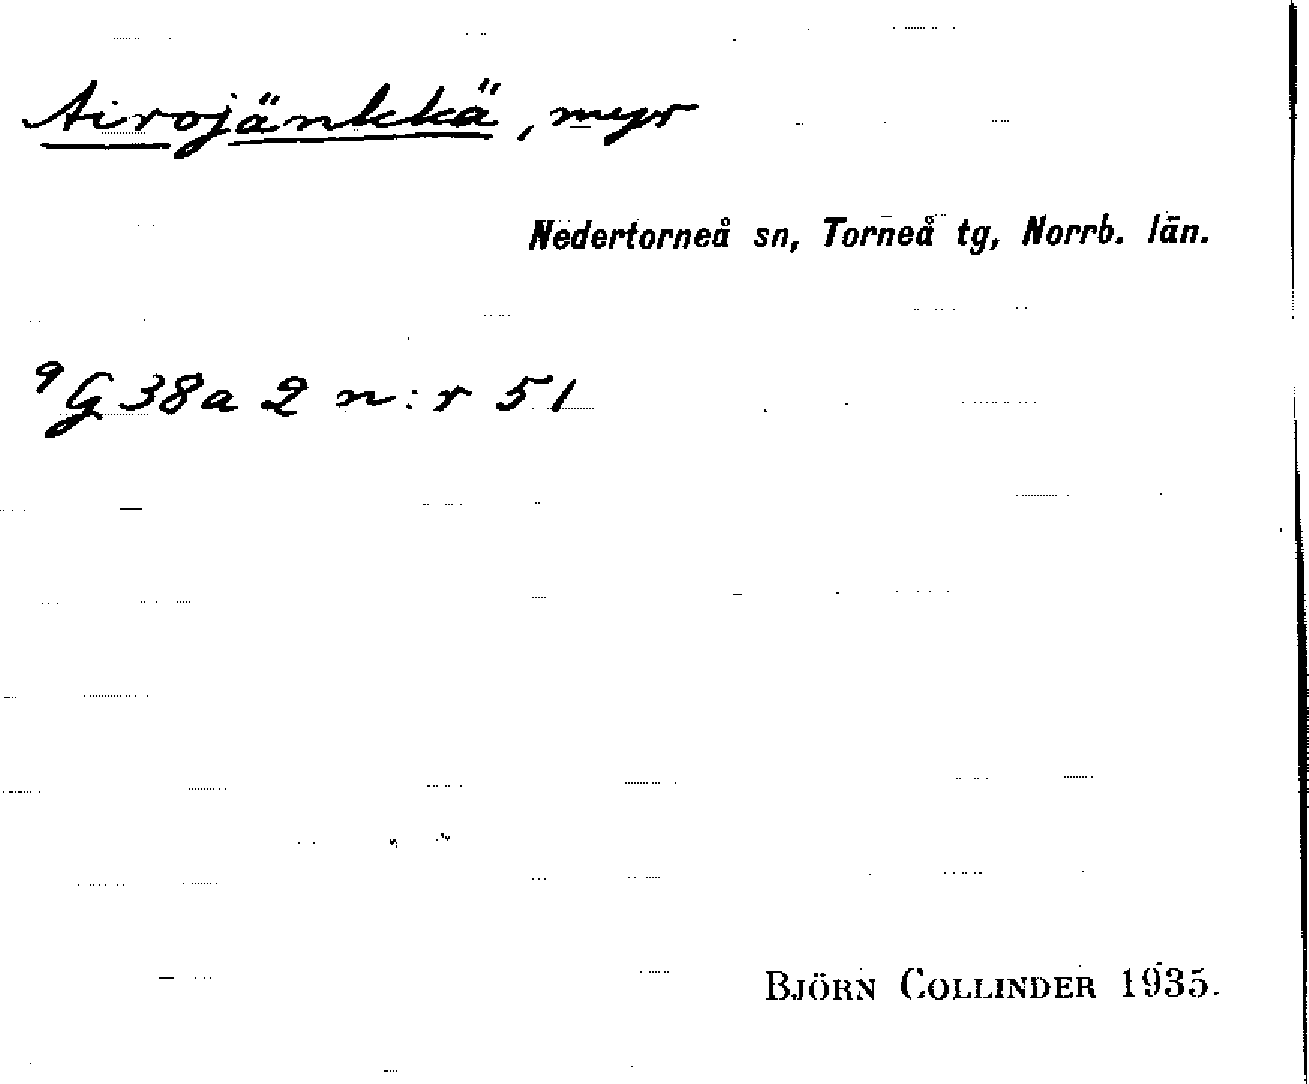 Airojänkkä, myr
Nedertorneå sn, Torneå tg, Norrb. län.
9G 38a 2 n:r 51
BJÖRN COLLINDER 1935.